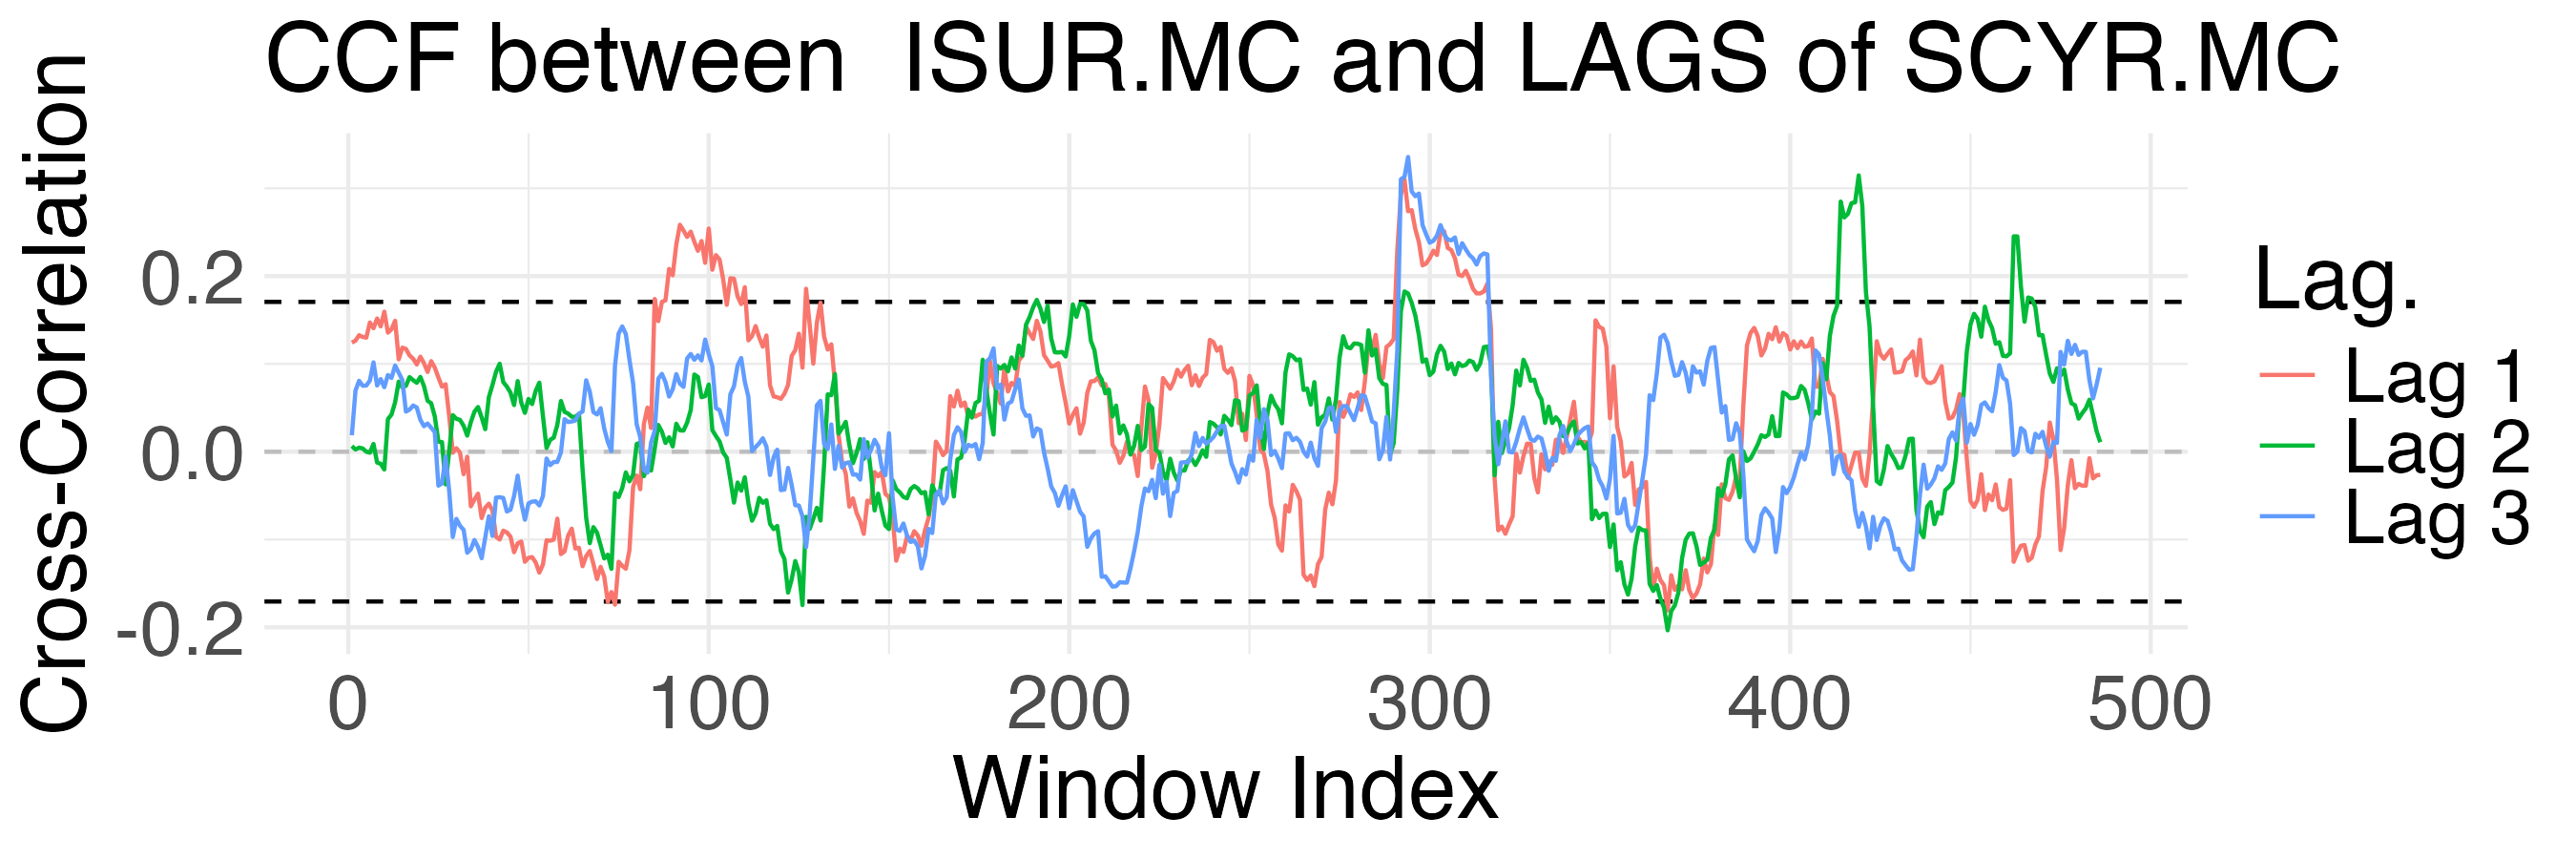 CCF between  ISUR.MC and LAGS of SCYR.MC
Cross-Correlation
0.2
0.0
-0.2
0 100 200 300 400 500
Window Index
Lag.
Lag 1
Lag 2
Lag 3